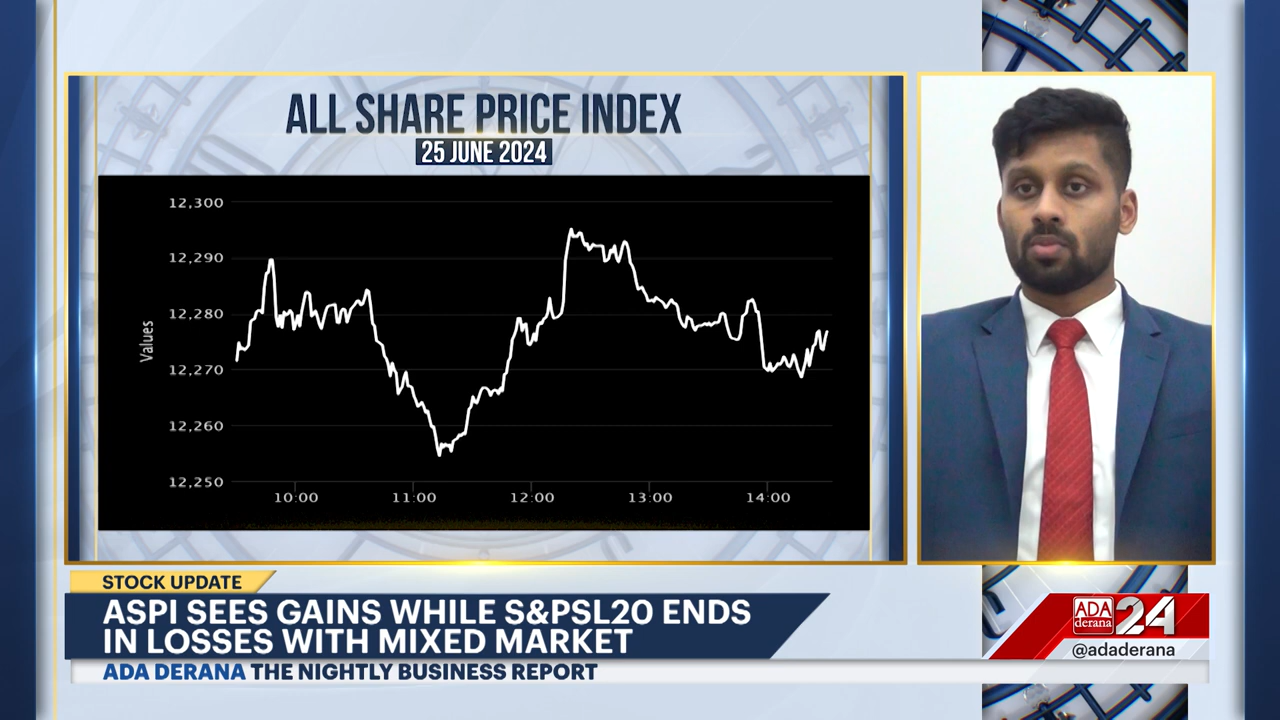 ALL SHARE PRICE INDEX
25 JUNE 2024
12,300
12,290
12,280
12,270
12,260
12,250
Values
10:00 11:00 12:00 13:00 14:00
STOCK UPDATE
ASPI SEES GAINS WHILE S&PSL20 ENDS
IN LOSSES WITH MIXED MARKET
ADA DERANA THE NIGHTLY BUSINESS REPORT
ADA
derana
24
@adaderana